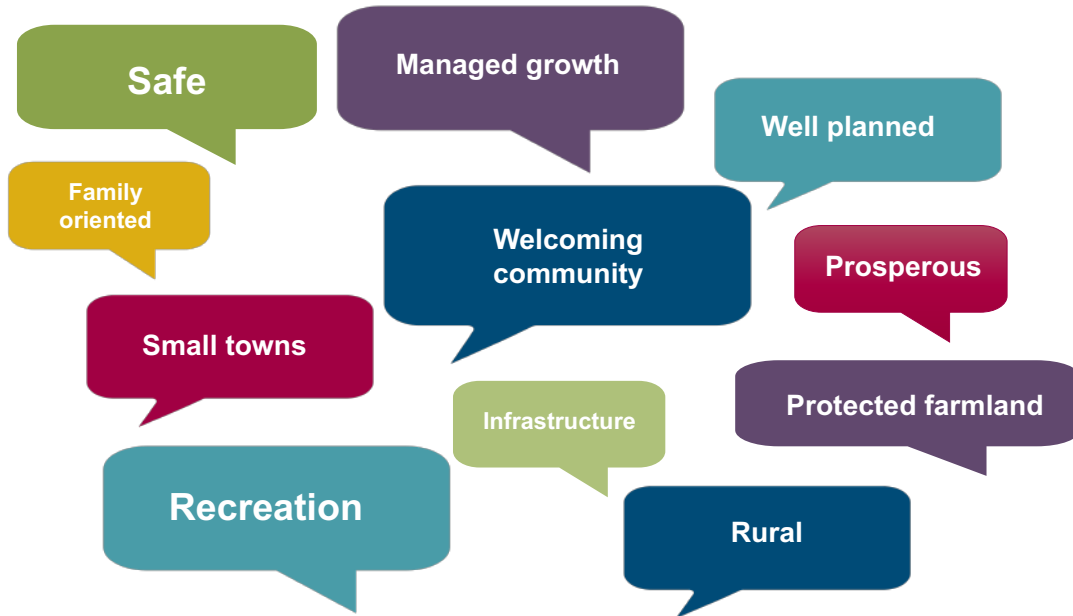 Safe
Managed growth
Well planned
Family
oriented
Welcoming
community
Prosperous
Small towns
Infrastructure
Protected farmland
Recreation
Rural